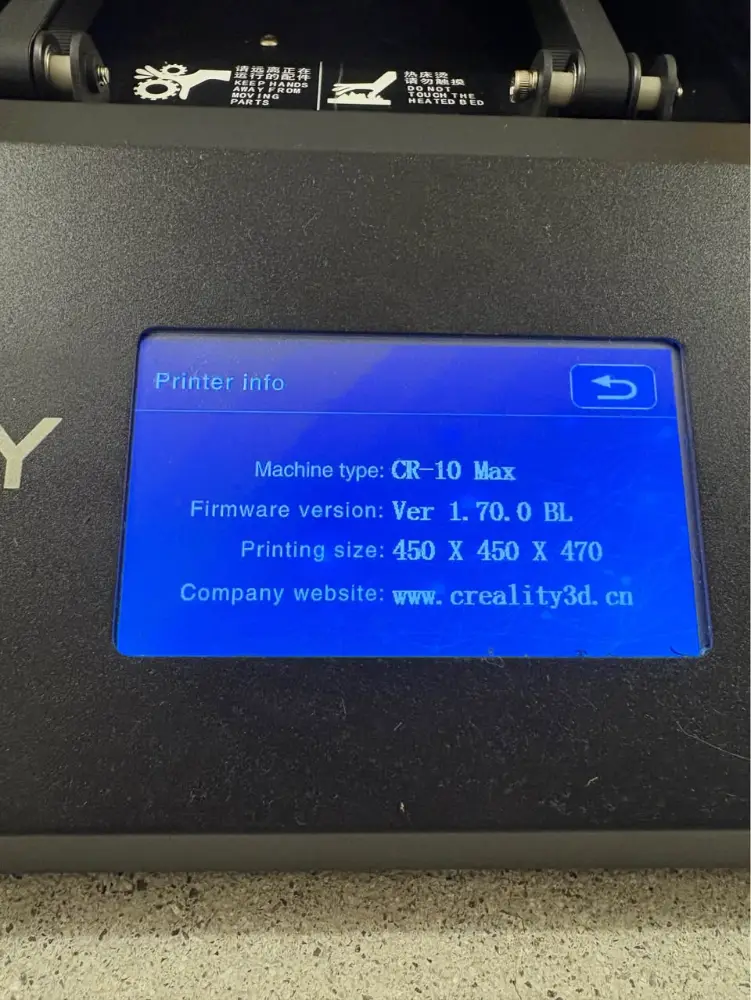 请远离正在
运行的配件
KEEP HANDS
AWAY FROM
MOVING
PARTS
热床烫
请勿触摸
DO NOT
TOUCH THE
HEATED BED
Y
Printer info
Machine type: CR-10 Max
Firmware version: Ver 1.70.0 BL
Printing size: 450 X 450 X 470
Company website: www.creality3d.cn